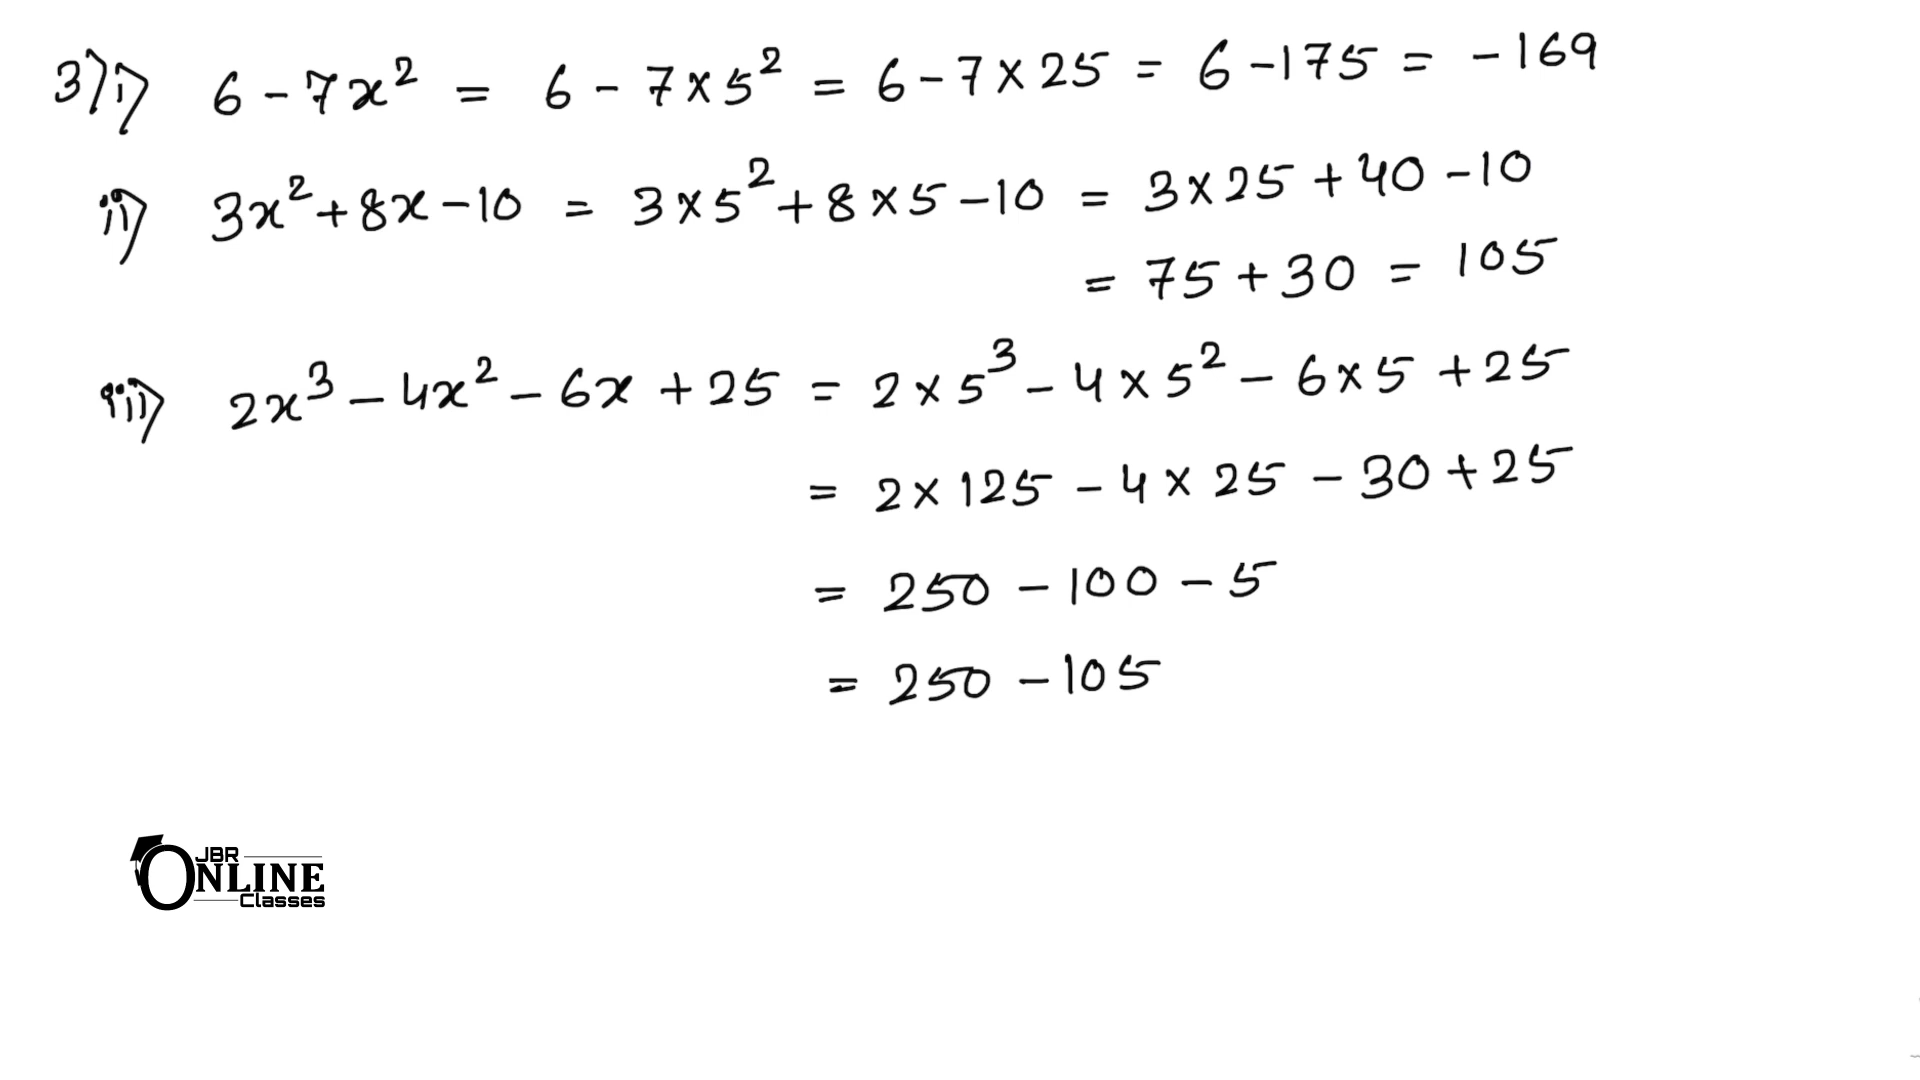 3) i) 6 - 7x² = 6 - 7 × 5² = 6 - 7 × 25 = 6 - 175 = - 169
ii) 3x² + 8x - 10 = 3 × 5² + 8 × 5 - 10 = 3 × 25 + 40 - 10
= 75 + 30 = 105
iii) 2x³ - 4x² - 6x + 25 = 2 × 5³ - 4 × 5² - 6 × 5 + 25
= 2 × 125 - 4 × 25 - 30 + 25
= 250 - 100 - 5
= 250 - 105
JBR
ONLINE
Classes